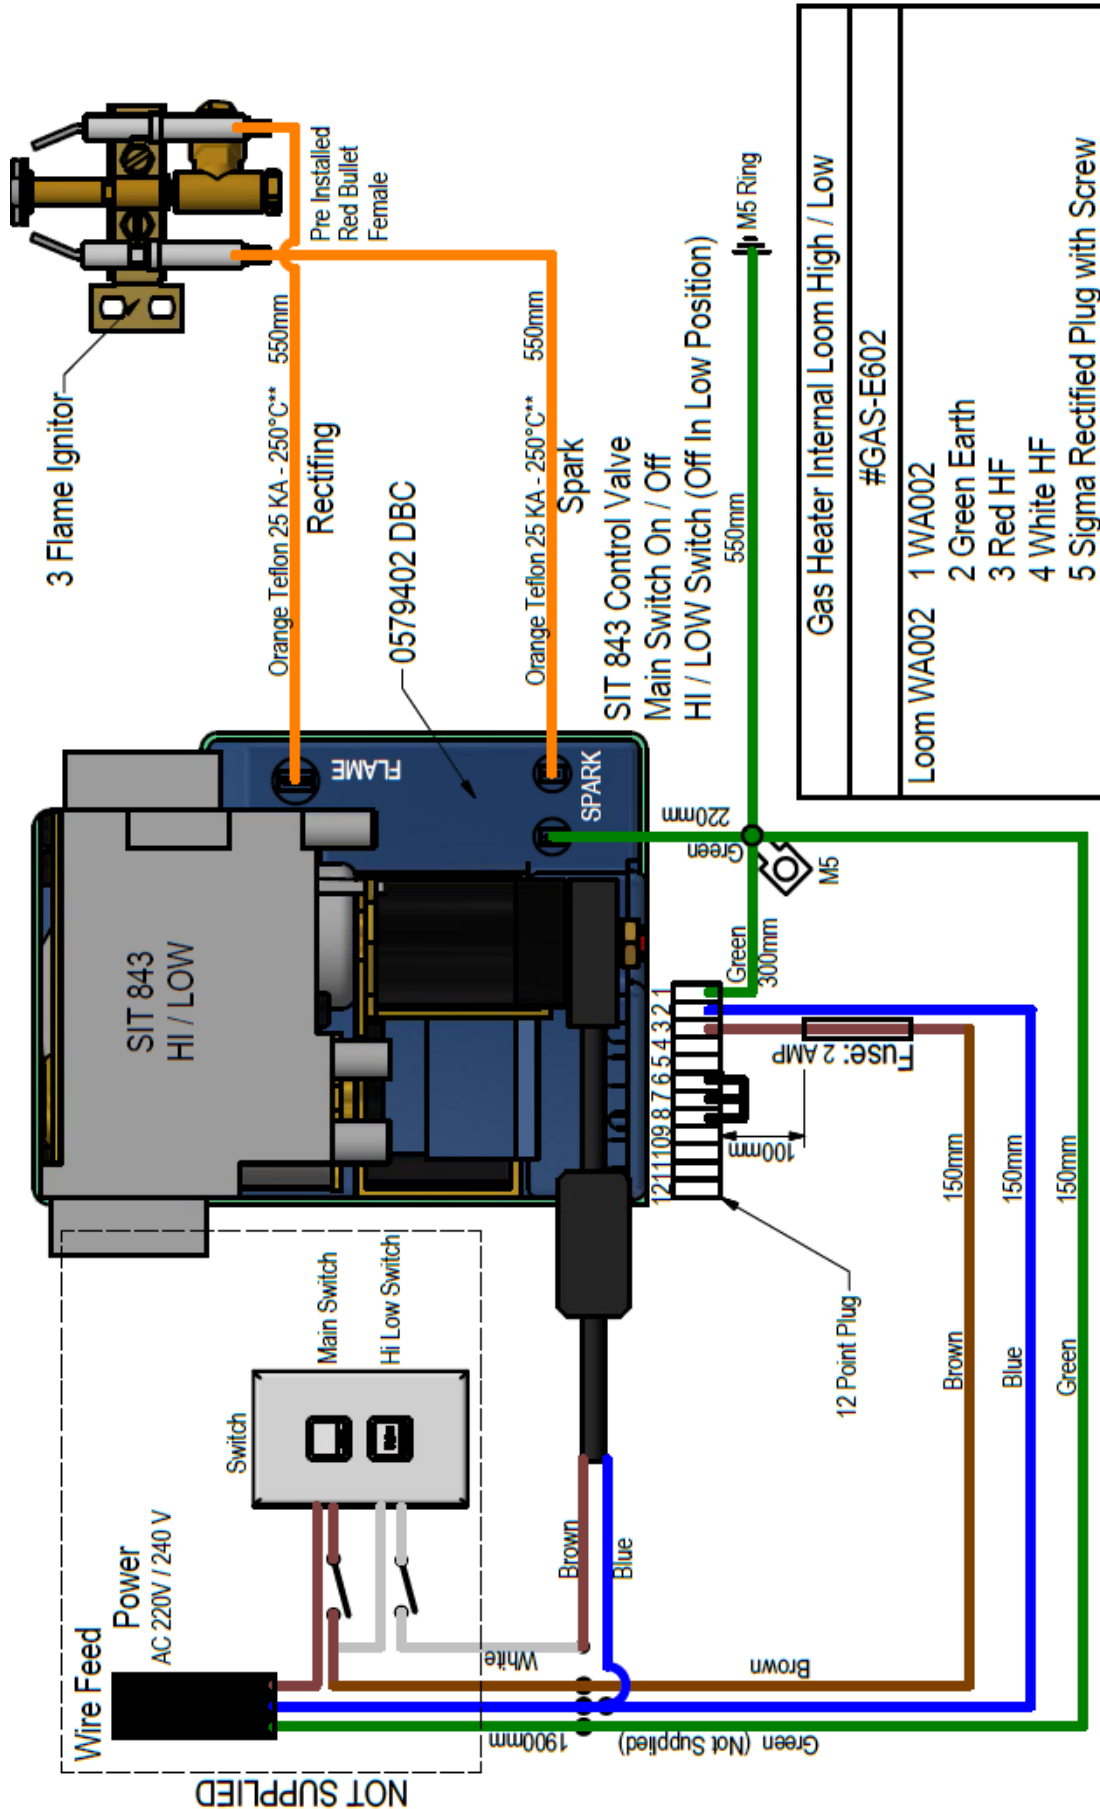 Wire Feed
Power
AC 220V / 240 V
NOT SUPPLIED
Switch
Main Switch
Hi Low Switch
White
Brown
Brown
Blue
1900mm
Green (Not Supplied)
SIT 843
HI / LOW
FLAME
SPARK
3 Flame Ignitor
Pre Installed
Red Bullet
Female
Orange Teflon 25 KA - 250°C** 550mm
Rectifing
0579402 DBC
Orange Teflon 25 KA - 250°C** 550mm
Spark
SIT 843 Control Valve
Main Switch On / Off
HI / LOW Switch (Off In Low Position)
550mm
M5 Ring
Green
220mm
M5
Green
300mm
12 11 10 9 8 7 6 5 4 3 2 1
100mm
Fuse: 2 AMP
12 Point Plug
Brown 150mm
Blue 150mm
Green 150mm
Gas Heater Internal Loom High / Low
#GAS-E602
Loom WA002 1 WA002
2 Green Earth
3 Red HF
4 White HF
5 Sigma Rectified Plug with Screw